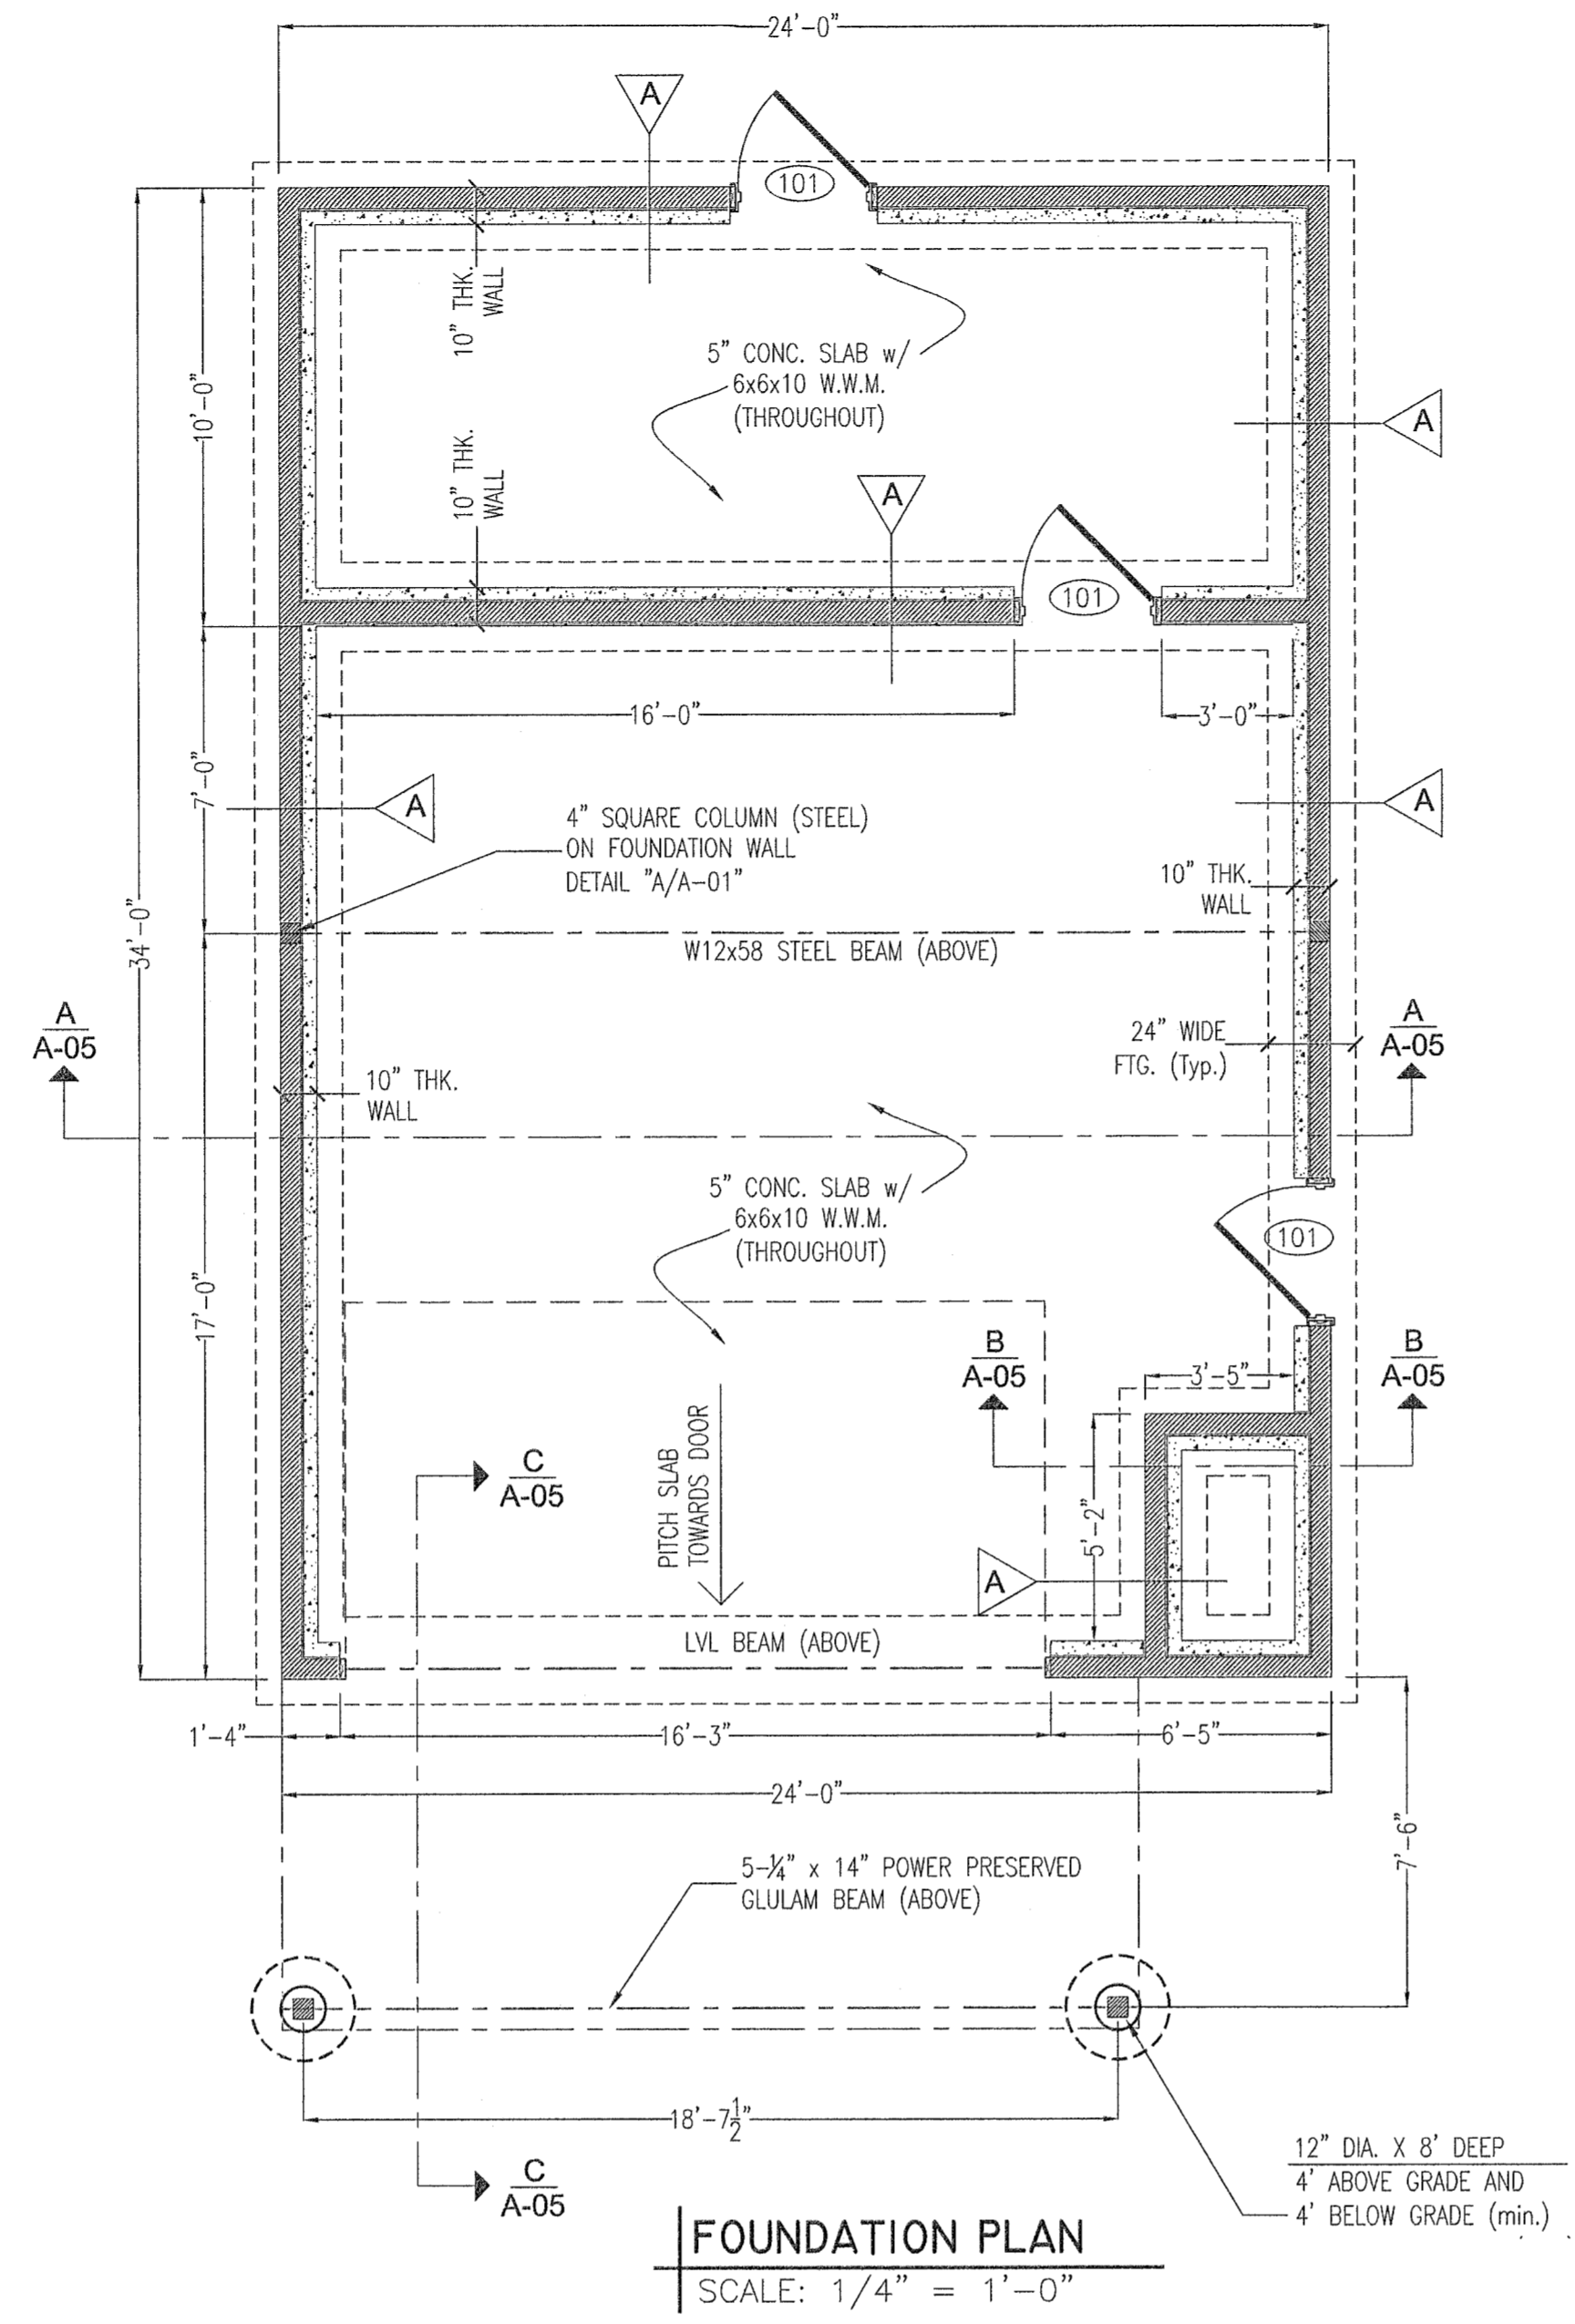 24'-0"
A
101
10" THK.
WALL
5" CONC. SLAB w/
6x6x10 W.W.M.
(THROUGHOUT)
10'-0"
A
10" THK.
WALL
A
101
16'-0"
3'-0"
7'-0"
A
A
4" SQUARE COLUMN (STEEL)
ON FOUNDATION WALL
DETAIL "A/A-01"
10" THK.
WALL
34'-0"
W12x58 STEEL BEAM (ABOVE)
A
A-05
24" WIDE
FTG. (Typ.)
A
A-05
10" THK.
WALL
5" CONC. SLAB w/
6x6x10 W.W.M.
(THROUGHOUT)
101
17'-0"
B
A-05
3'-5"
B
A-05
PITCH SLAB
TOWARDS DOOR
C
A-05
5'-2"
A
LVL BEAM (ABOVE)
1'-4"
16'-3"
6'-5"
24'-0"
7'-6"
5-¼" x 14" POWER PRESERVED
GLULAM BEAM (ABOVE)
18'-7½"
12" DIA. X 8' DEEP
4' ABOVE GRADE AND
4' BELOW GRADE (min.)
C
A-05
FOUNDATION PLAN
SCALE: 1/4" = 1'-0"